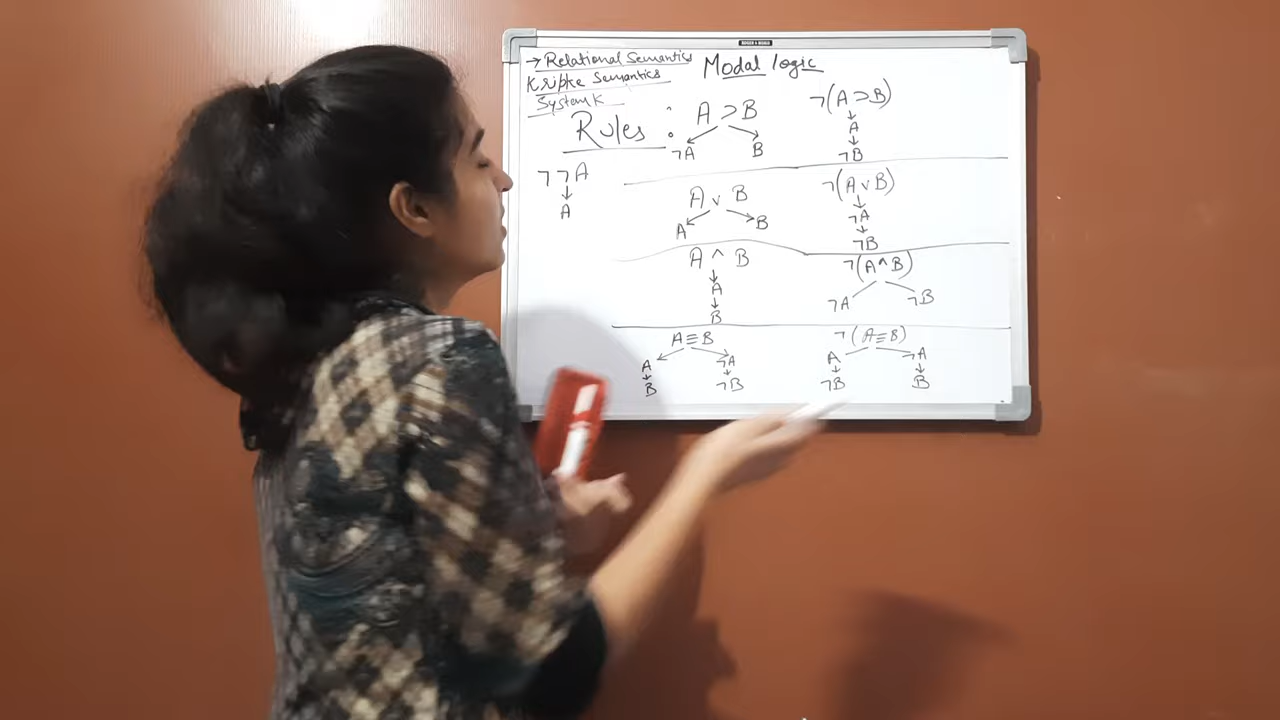 → Relational Semantics
Modal logic
Kripke Semantics
System K
Rules :
¬¬A
↓
A
A ⊃ B
¬A B
¬(A ⊃ B)
↓
A
↓
¬B
A ∨ B
A B
¬(A ∨ B)
↓
¬A
↓
¬B
A ∧ B
↓
A
↓
B
¬(A ∧ B)
¬A ¬B
A ≡ B
A ¬A
↓ ↓
B ¬B
¬(A ≡ B)
A ¬A
↓ ↓
¬B B